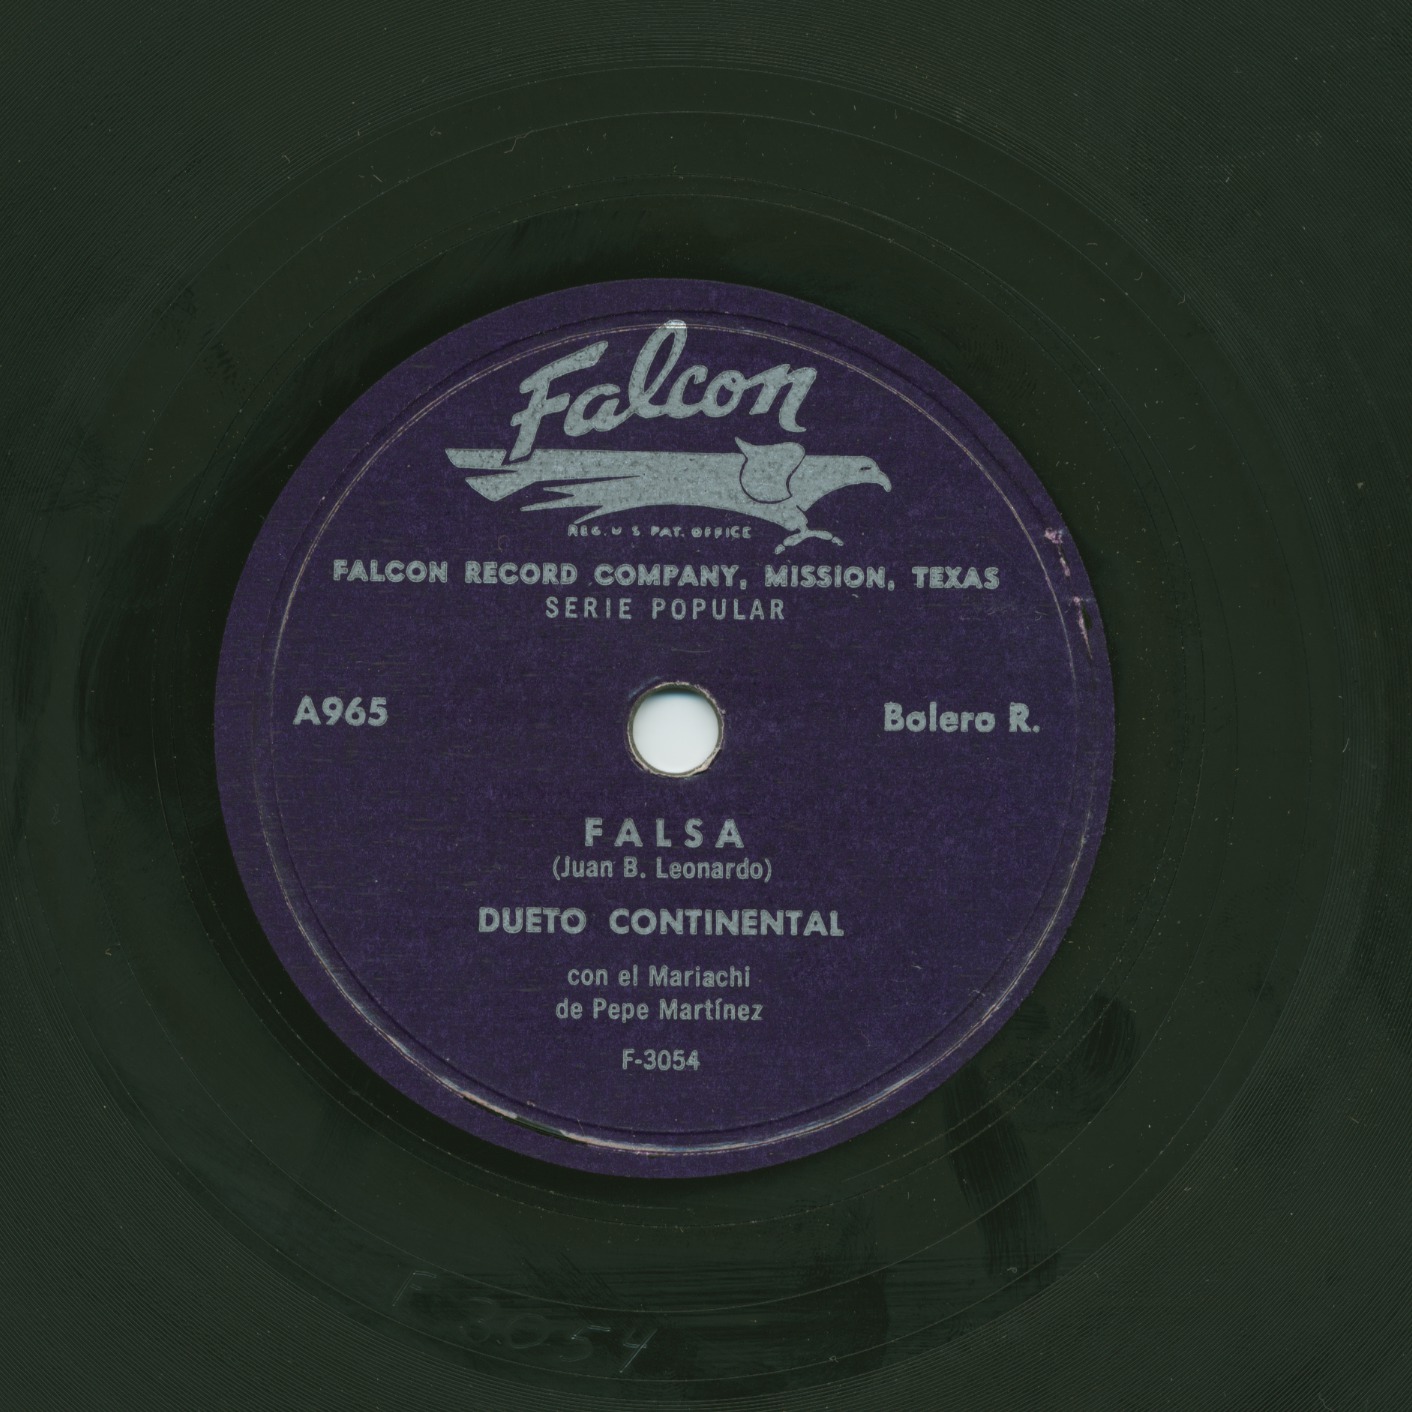 Falcon
REG. U S PAT. OFFICE
FALCON RECORD COMPANY, MISSION, TEXAS
SERIE POPULAR
A965
Bolero R.
FALSA
(Juan B. Leonardo)
DUETO CONTINENTAL
con el Mariachi
de Pepe Martínez
F-3054
F 3054